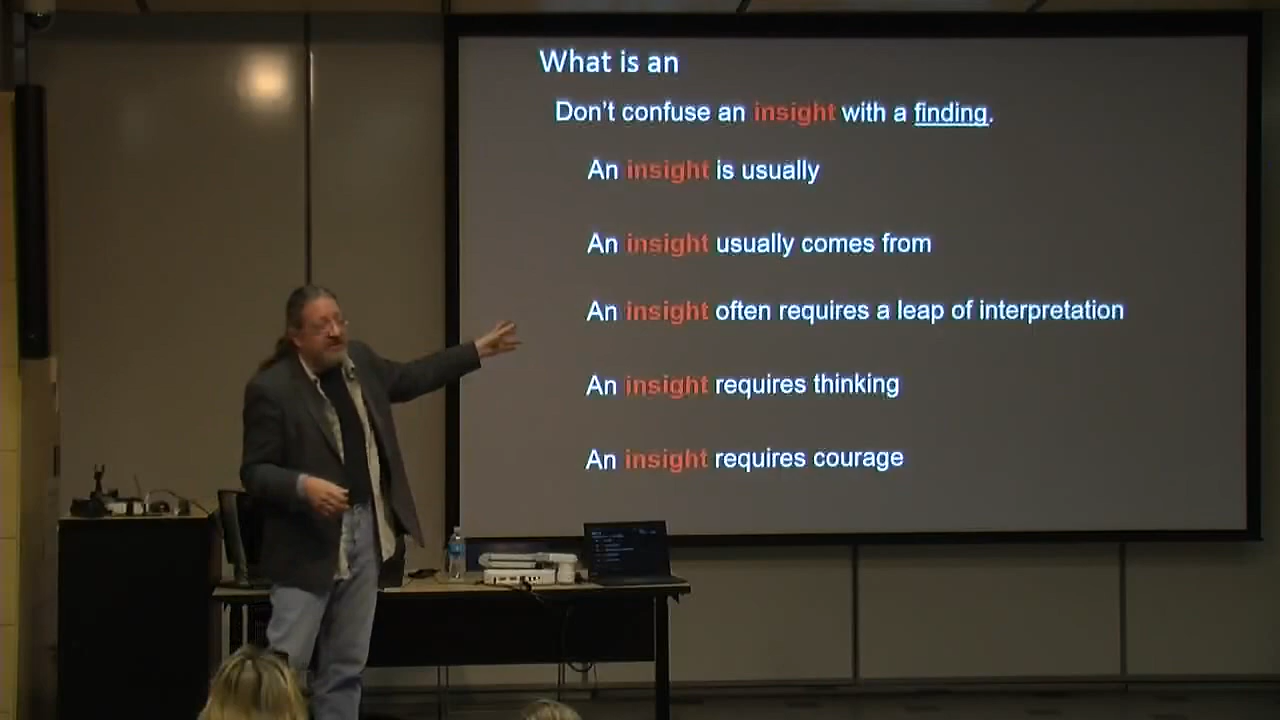 What is an
Don't confuse an insight with a finding.
An insight is usually
An insight usually comes from
An insight often requires a leap of interpretation
An insight requires thinking
An insight requires courage